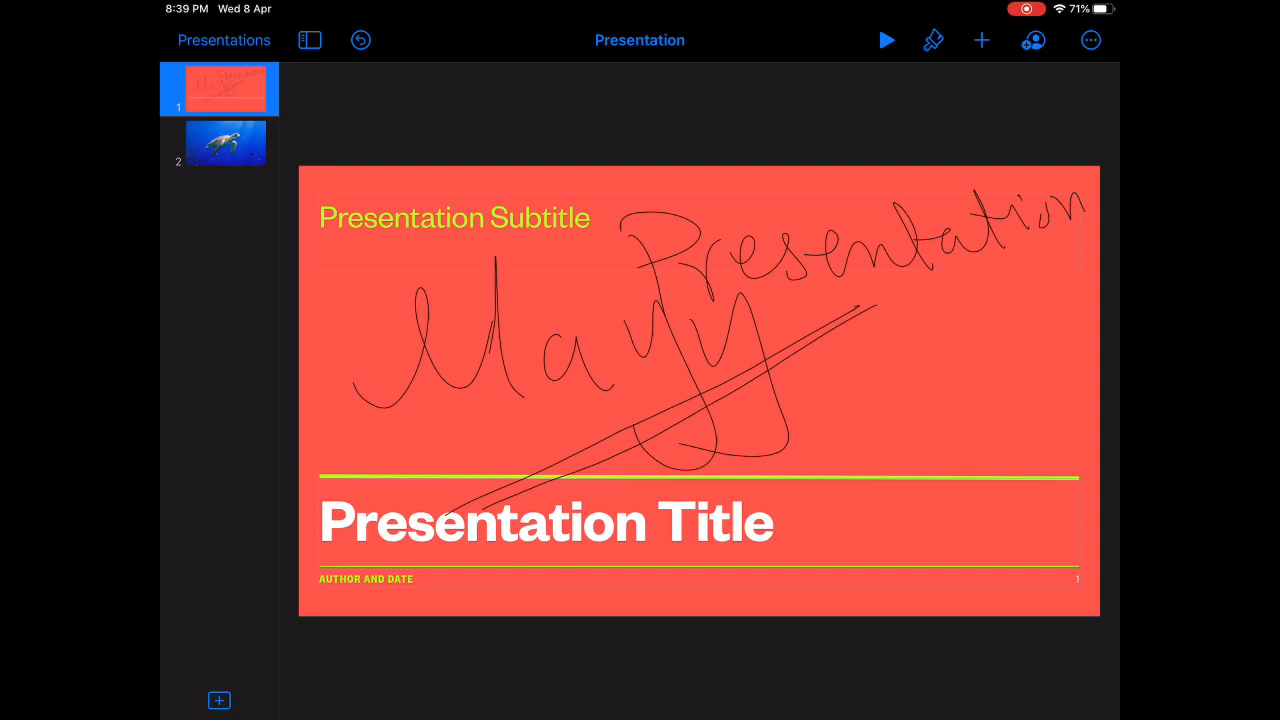 8:39 PM Wed 8 Apr 71%
Presentations Presentation
1
2
Presentation Subtitle
Presentation
Mayy
Presentation Title
AUTHOR AND DATE 1